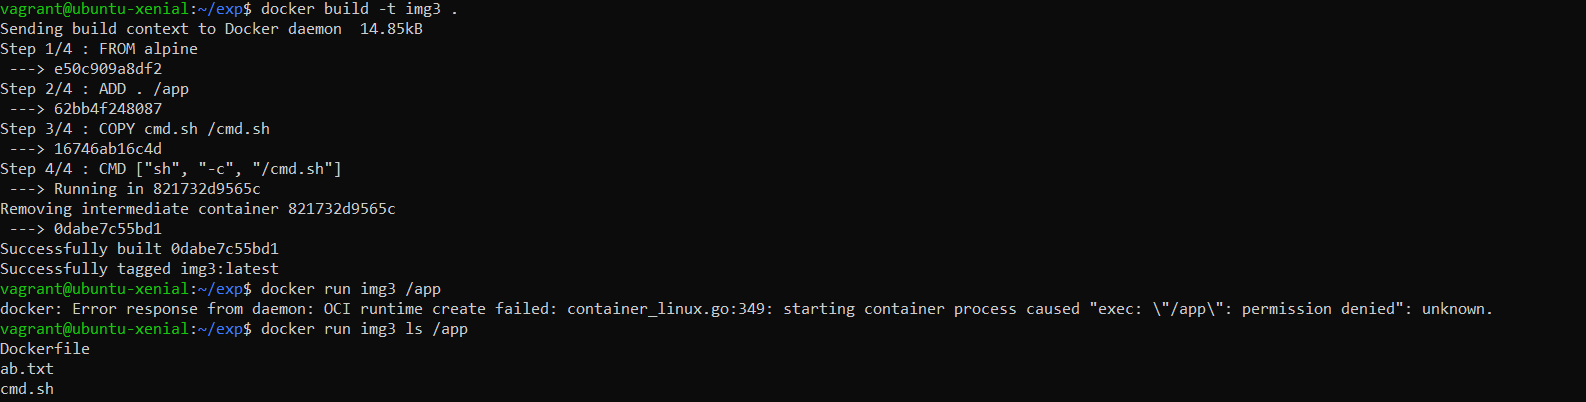 vagrant@ubuntu-xenial:~/exp$ docker build -t img3 .
Sending build context to Docker daemon  14.85kB
Step 1/4 : FROM alpine
 ---> e50c909a8df2
Step 2/4 : ADD . /app
 ---> 62bb4f248087
Step 3/4 : COPY cmd.sh /cmd.sh
 ---> 16746ab16c4d
Step 4/4 : CMD ["sh", "-c", "/cmd.sh"]
 ---> Running in 821732d9565c
Removing intermediate container 821732d9565c
 ---> 0dabe7c55bd1
Successfully built 0dabe7c55bd1
Successfully tagged img3:latest
vagrant@ubuntu-xenial:~/exp$ docker run img3 /app
docker: Error response from daemon: OCI runtime create failed: container_linux.go:349: starting container process caused "exec: \"/app\": permission denied": unknown.
vagrant@ubuntu-xenial:~/exp$ docker run img3 ls /app
Dockerfile
ab.txt
cmd.sh